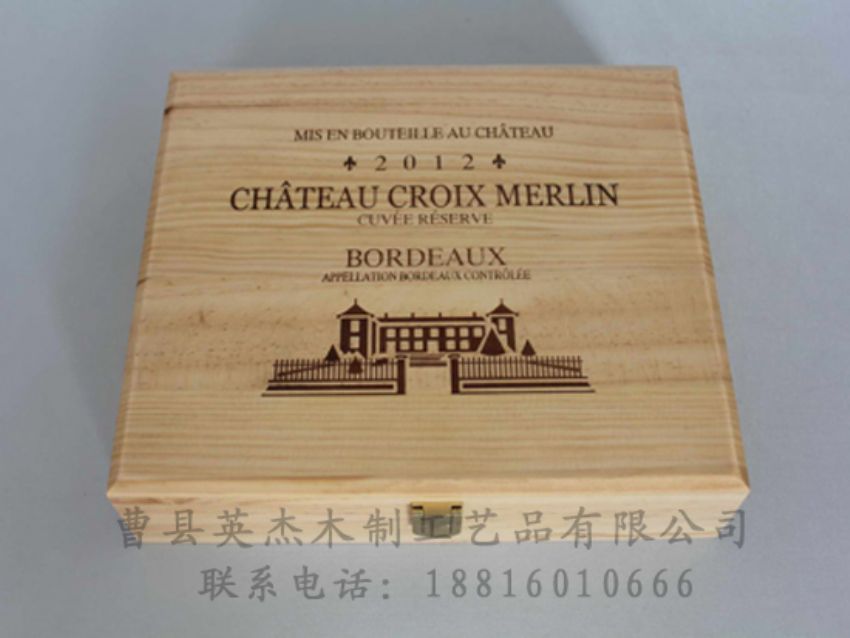 MIS EN BOUTEILLE AU CHÂTEAU
2012
CHÂTEAU CROIX MERLIN
CUVÉE RÉSERVE
BORDEAUX
APPELLATION BORDEAUX CONTRÔLÉE
曹县英杰木制工艺品有限公司
联系电话：18816010666